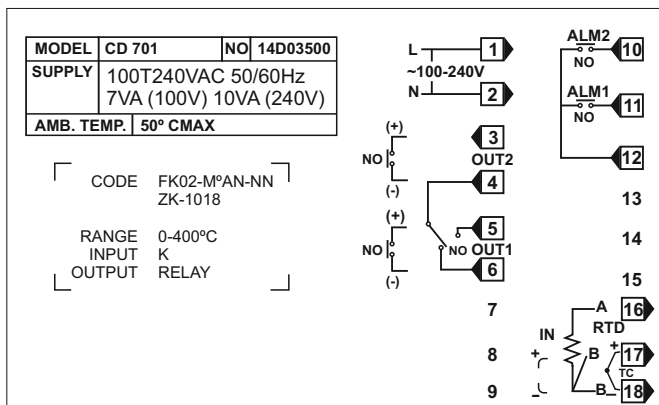 MODEL CD 701 NO 14D03500
SUPPLY 100T240VAC 50/60Hz
7VA (100V) 10VA (240V)
AMB. TEMP. 50º CMAX
CODE FK02-MºAN-NN
ZK-1018
RANGE 0-400ºC
INPUT K
OUTPUT RELAY
L 1
~100-240V
N 2
(+)
3
NO OUT2
(-) 4
(+)
5
NO NO OUT1
6
(-)
7
8
9
ALM2
10
NO
ALM1
11
NO
12
13
14
15
A 16
RTD
IN
+ B + 17
TC
- B - 18